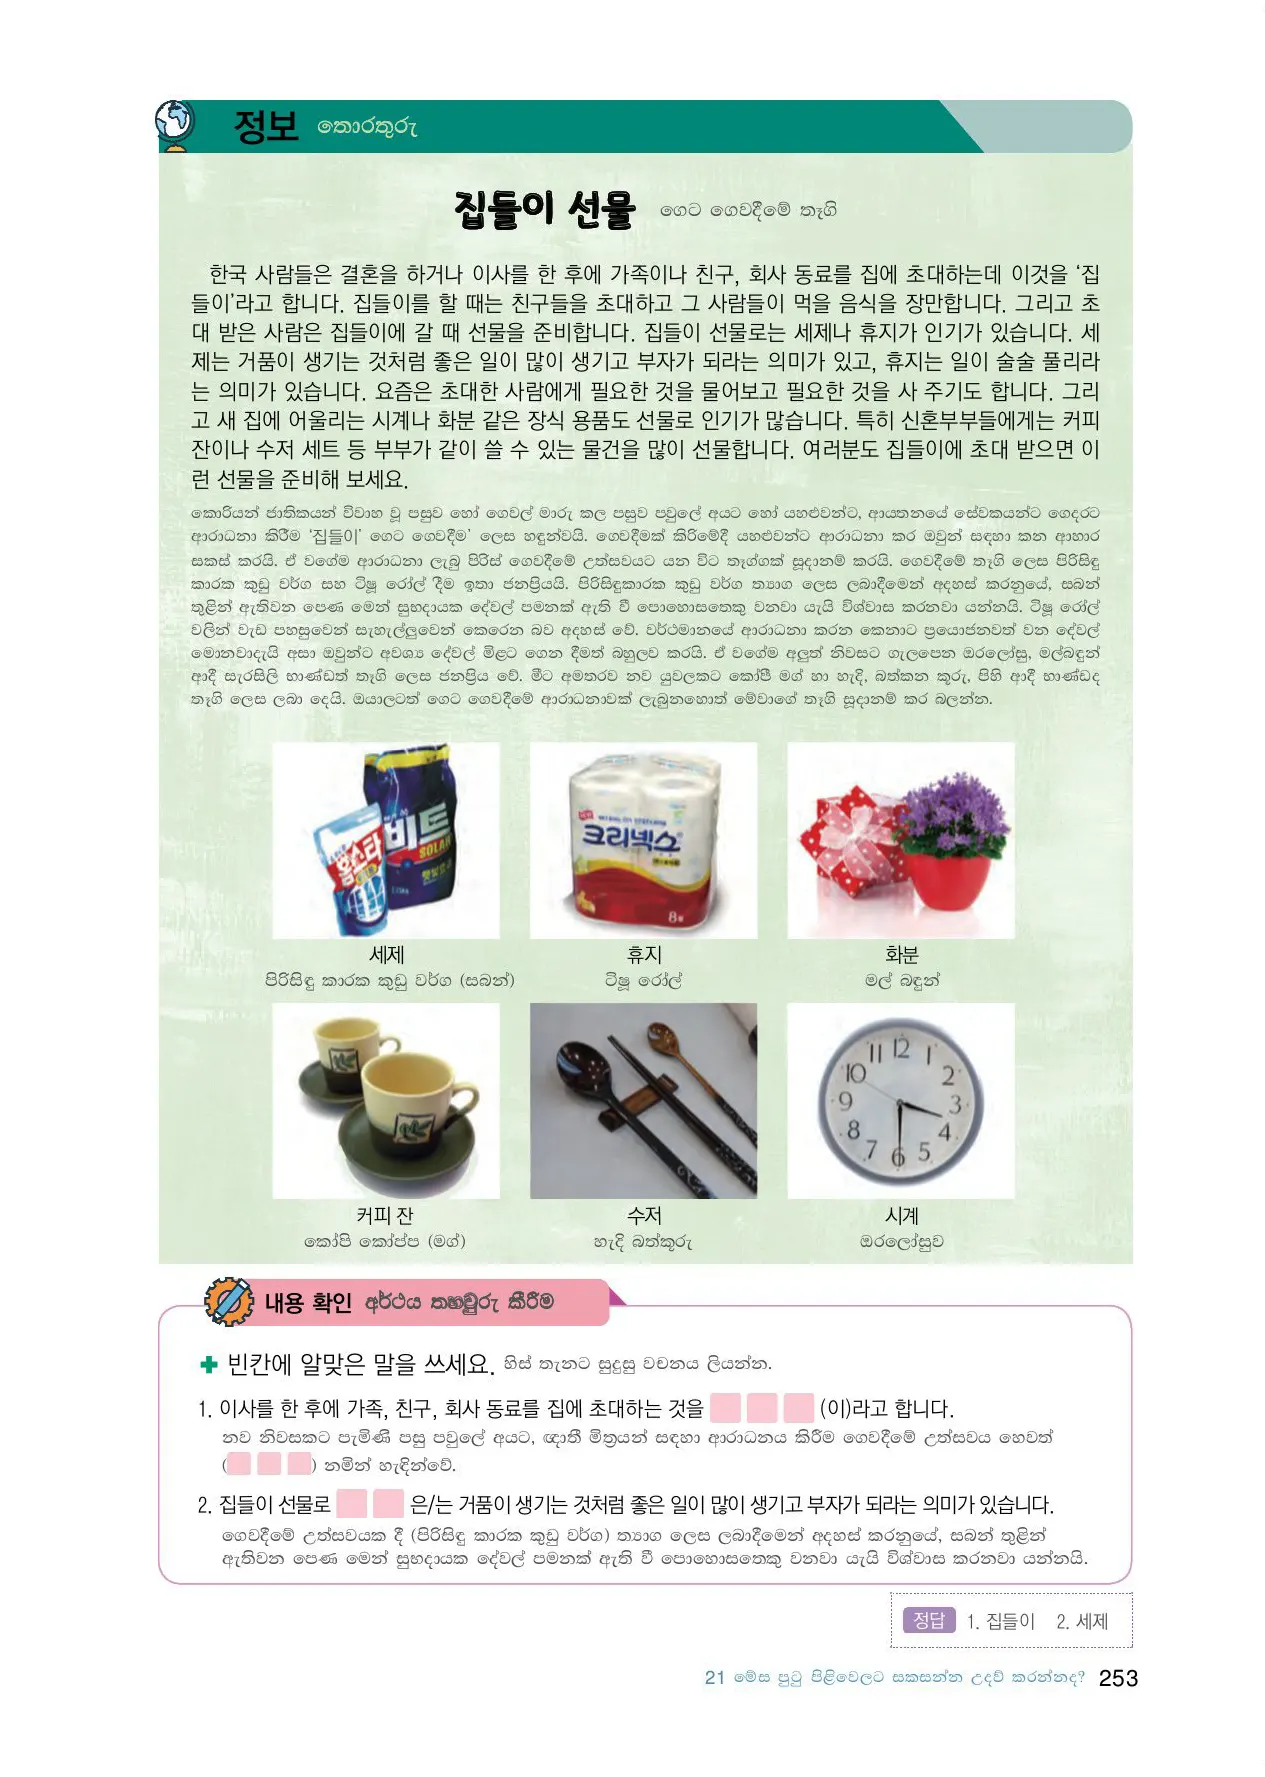 정보 තොරතුරු
집들이 선물 ගෙට ගෙවදීමේ තෑගි
한국 사람들은 결혼을 하거나 이사를 한 후에 가족이나 친구, 회사 동료를 집에 초대하는데 이것을 ‘집
들이’라고 합니다. 집들이를 할 때는 친구들을 초대하고 그 사람들이 먹을 음식을 장만합니다. 그리고 초
대 받은 사람은 집들이에 갈 때 선물을 준비합니다. 집들이 선물로는 세제나 휴지가 인기가 있습니다. 세
제는 거품이 생기는 것처럼 좋은 일이 많이 생기고 부자가 되라는 의미가 있고, 휴지는 일이 술술 풀리라
는 의미가 있습니다. 요즘은 초대한 사람에게 필요한 것을 물어보고 필요한 것을 사 주기도 합니다. 그리
고 새 집에 어울리는 시계나 화분 같은 장식 용품도 선물로 인기가 많습니다. 특히 신혼부부들에게는 커피
잔이나 수저 세트 등 부부가 같이 쓸 수 있는 물건을 많이 선물합니다. 여러분도 집들이에 초대 받으면 이
런 선물을 준비해 보세요.
කොරියන් ජාතිකයන් විවාහ වූ පසුව හෝ ගෙවල් මාරු කල පසුව පවුලේ අයට හෝ යහළුවන්ට, ආයතනයේ සේවකයන්ට ගෙදරට
ආරාධනා කිරීම ‘집들이’ ගෙට ගෙවදීම’ ලෙස හඳුන්වයි. ගෙවදීමක් කිරිමේදී යහළුවන්ට ආරාධනා කර ඔවුන් සඳහා කන ආහාර
සකස් කරයි. ඒ වගේම ආරාධනා ලැබු පිරිස් ගෙවදීමේ උත්සවයට යන විට තෑග්ගක් සූදානම් කරයි. ගෙවදීමේ තෑගි ලෙස පිරිසිඳු
කාරක කුඩු වර්ග සහ ටිෂූ රෝල් දීම ඉතා ජනප්‍රියයි. පිරිසිඳුකාරක කුඩු වර්ග ත්‍යාග ලෙස ලබාදීමෙන් අදහස් කරනුයේ, සබන්
තුළින් ඇතිවන පෙණ මෙන් සුභදායක දේවල් පමනක් ඇති වී පොහොසතෙකු වනවා යැයි විශ්වාස කරනවා යන්නයි. ටිෂූ රෝල්
වලින් වැඩ පහසුවෙන් සැහැල්ලුවෙන් කෙරෙන බව අදහස් වේ. වර්ථමානයේ ආරාධනා කරන කෙනාට ප්‍රයොජනවත් වන දේවල්
මොනවාදැයි අසා ඔවුන්ට අවශ්‍ය දේවල් මිළට ගෙන දීමත් බහුලව කරයි. ඒ වගේම අලුත් නිවසට ගැලපෙන ඔරලෝසු, මල්බඳුන්
ආදී සැරසිලි භාණ්ඩත් තෑගි ලෙස ජනප්‍රිය වේ. මීට අමතරව නව යුවලකට කෝපී මග් හා හැදි, බත්කන කූරු, පිහි ආදී භාණ්ඩද
තෑගි ලෙස ලබා දෙයි. ඔයාලටත් ගෙට ගෙවදීමේ ආරාධනාවක් ලැබුනහොත් මේවාගේ තෑගි සූදානම් කර බලන්න.
비트
SOLAR
홈스타
크리넥스
세제
පිරිසිඳු කාරක කුඩු වර්ග (සබන්)
휴지
ටිෂූ රෝල්
화분
මල් බඳුන්
12 1 2 3 4 5 6 7 8 9 10 11
커피 잔
කෝපි කෝප්ප (මග්)
수저
හැදි බත්කූරු
시계
ඔරලෝසුව
내용 확인 අර්ථය තහවුරු කිරීම
빈칸에 알맞은 말을 쓰세요. හිස් තැනට සුදුසු වචනය ලියන්න.
1. 이사를 한 후에 가족, 친구, 회사 동료를 집에 초대하는 것을 (이)라고 합니다.
නව නිවසකට පැමිණි පසු පවුලේ අයට, ඥාතී මිත්‍රයන් සඳහා ආරාධනය කිරීම ගෙවදීමේ උත්සවය හෙවත්
( ) නමින් හැඳින්වේ.
2. 집들이 선물로 은/는 거품이 생기는 것처럼 좋은 일이 많이 생기고 부자가 되라는 의미가 있습니다.
ගෙවදීමේ උත්සවයක දී (පිරිසිඳු කාරක කුඩු වර්ග) ත්‍යාග ලෙස ලබාදීමෙන් අදහස් කරනුයේ, සබන් තුළින්
ඇතිවන පෙණ මෙන් සුභදායක දේවල් පමනක් ඇති වී පොහොසතෙකු වනවා යැයි විශ්වාස කරනවා යන්නයි.
정답 1. 집들이 2. 세제
21 මේස පුටු පිළිවෙලට සකසන්න උදව් කරන්නද? 253